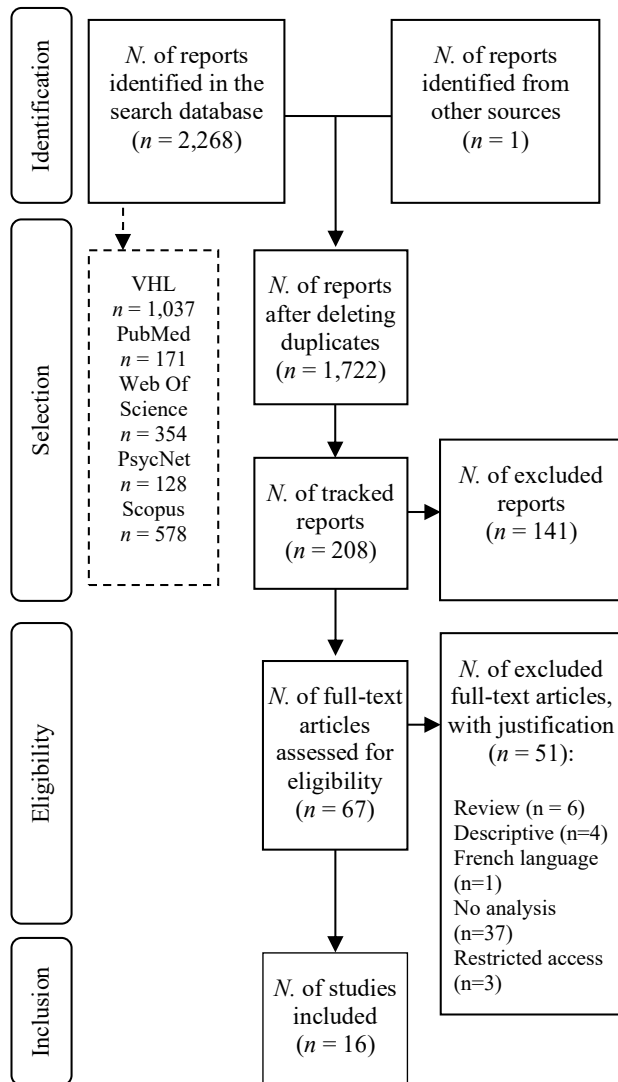 Identification
N. of reports
identified in the
search database
(n = 2,268)
N. of reports
identified from
other sources
(n = 1)
Selection
VHL
n = 1,037
PubMed
n = 171
Web Of
Science
n = 354
PsycNet
n = 128
Scopus
n = 578
N. of reports
after deleting
duplicates
(n = 1,722)
N. of tracked
reports
(n = 208)
N. of excluded
reports
(n = 141)
Eligibility
N. of full-text
articles
assessed for
eligibility
(n = 67)
N. of excluded
full-text articles,
with justification
(n = 51):
Review (n = 6)
Descriptive (n=4)
French language
(n=1)
No analysis
(n=37)
Restricted access
(n=3)
Inclusion
N. of studies
included
(n = 16)